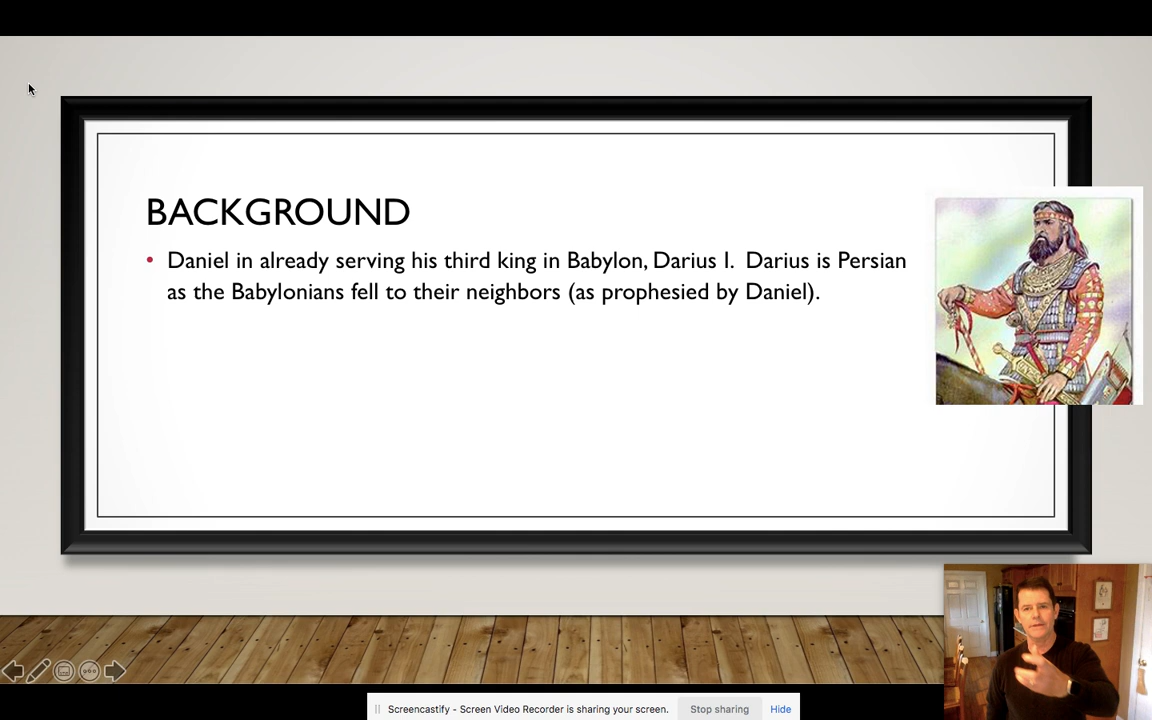 BACKGROUND
• Daniel in already serving his third king in Babylon, Darius I.  Darius is Persian
as the Babylonians fell to their neighbors (as prophesied by Daniel).
Screencastify - Screen Video Recorder is sharing your screen. Stop sharing Hide